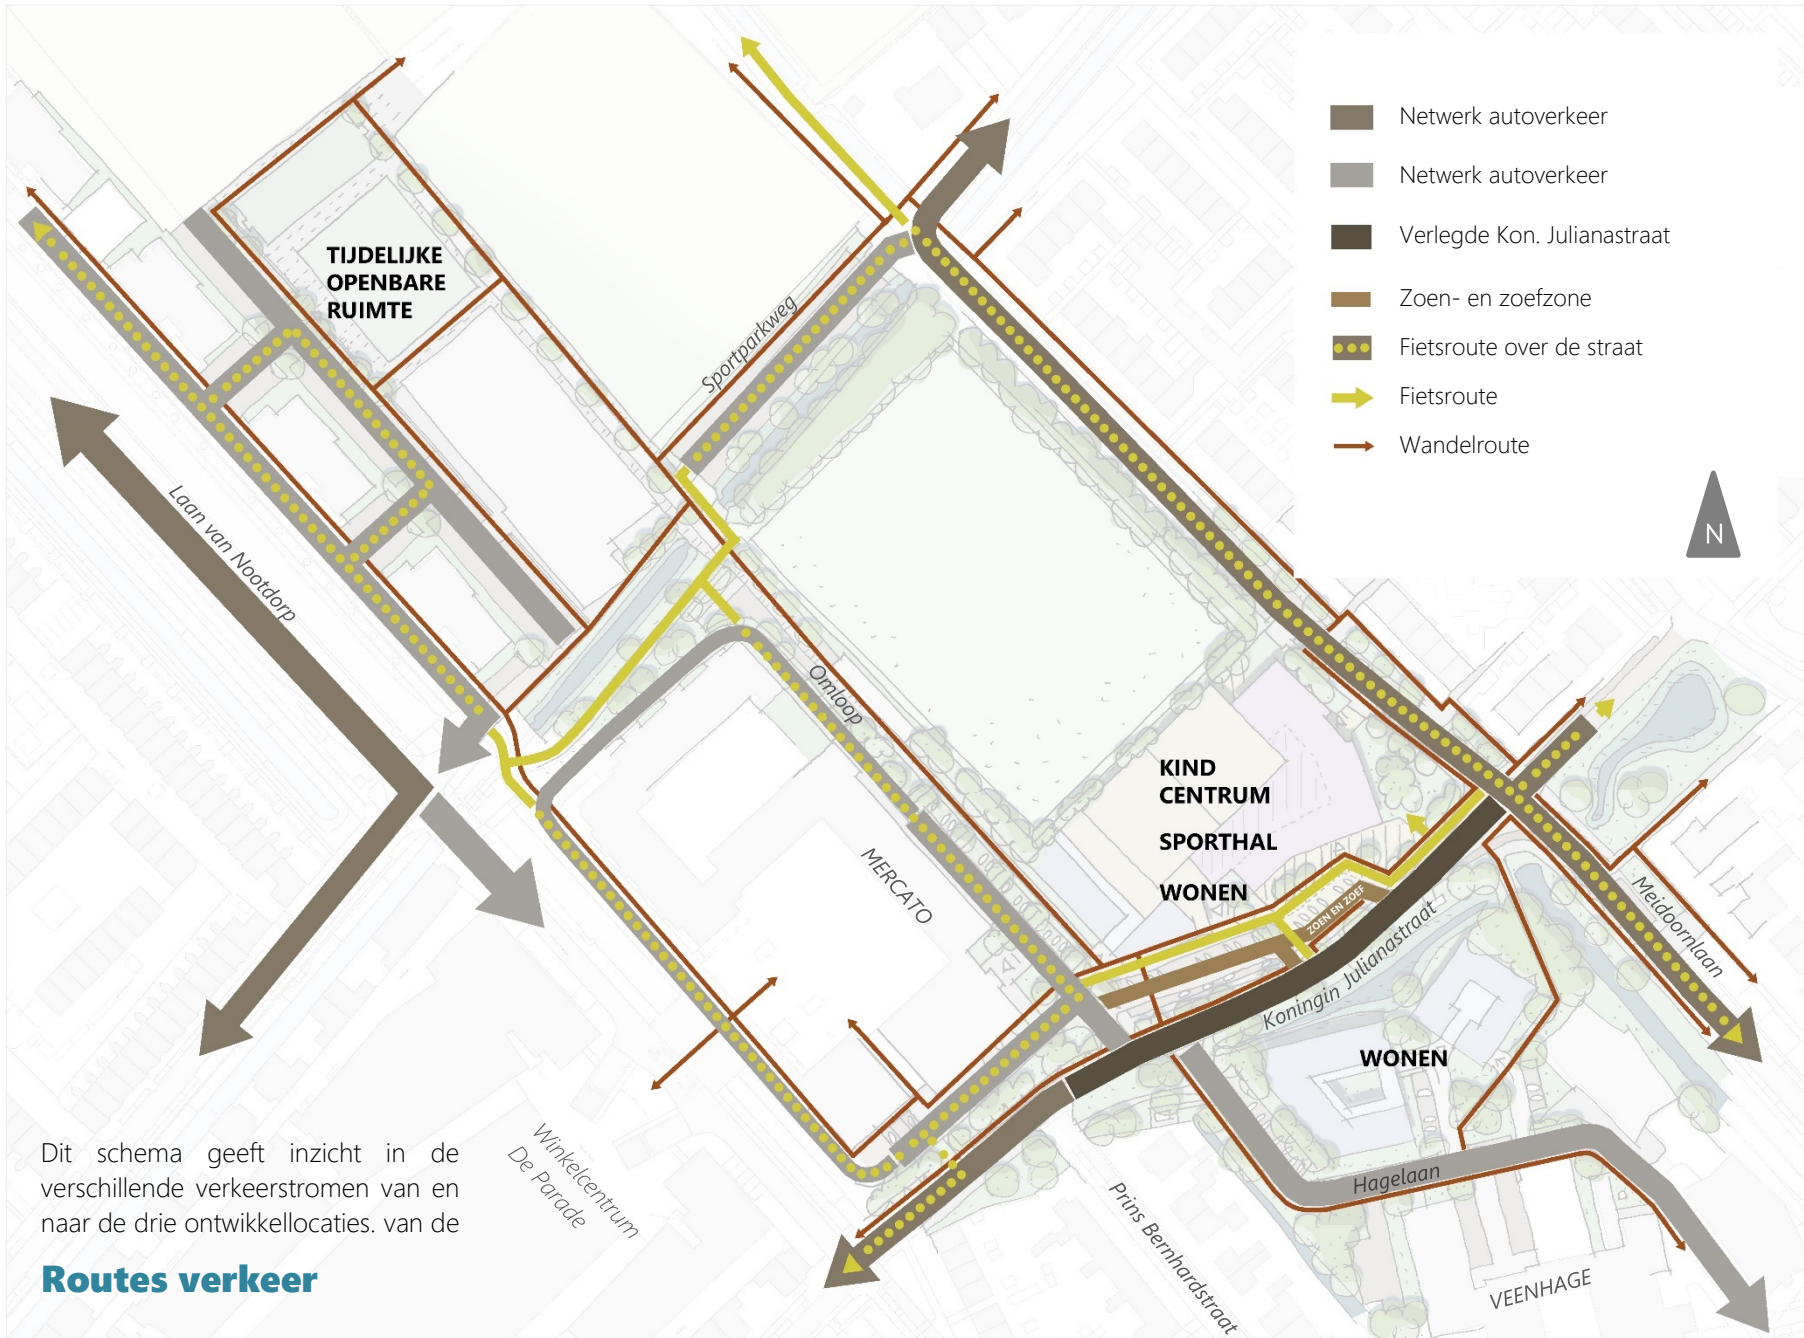 Netwerk autoverkeer
Netwerk autoverkeer
Verlegde Kon. Julianastraat
Zoen- en zoefzone
Fietsroute over de straat
Fietsroute
Wandelroute
N
TIJDELIJKE
OPENBARE
RUIMTE
Sportparkweg
Laan van Nootdorp
Omloop
MERCATO
KIND
CENTRUM
SPORTHAL
WONEN
ZOEN EN ZOEF
Koningin Julianastraat
Meidoornlaan
WONEN
Hagelaan
Winkelcentrum
De Parade
Prins Bernhardstraat
VEENHAGE
Dit schema geeft inzicht in de
verschillende verkeerstromen van en
naar de drie ontwikkellocaties. van de
Routes verkeer